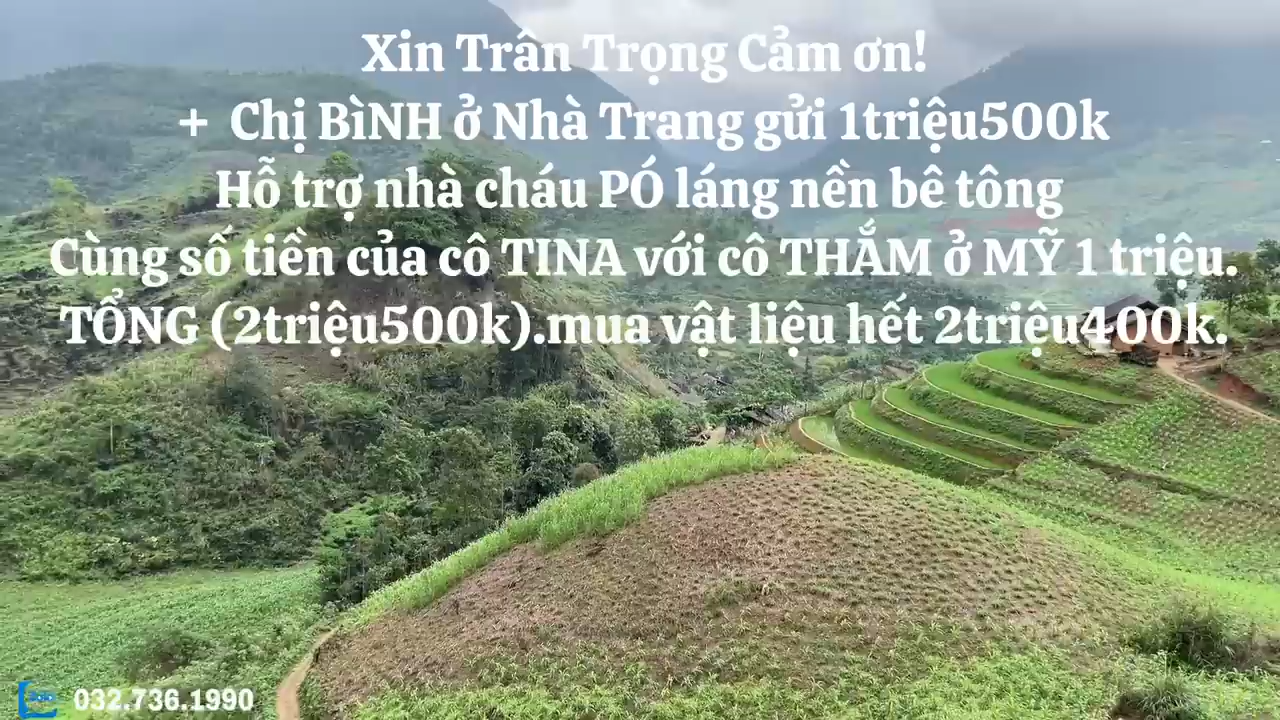 Xin Trân Trọng Cảm ơn!
+ Chị BìNH ở Nhà Trang gửi 1triệu500k
Hỗ trợ nhà cháu PÓ láng nền bê tông
Cùng số tiền của cô TINA với cô THẮM ở MỸ 1 triệu.
TỔNG (2triệu500k).mua vật liệu hết 2triệu400k.
Zalo 032.736.1990